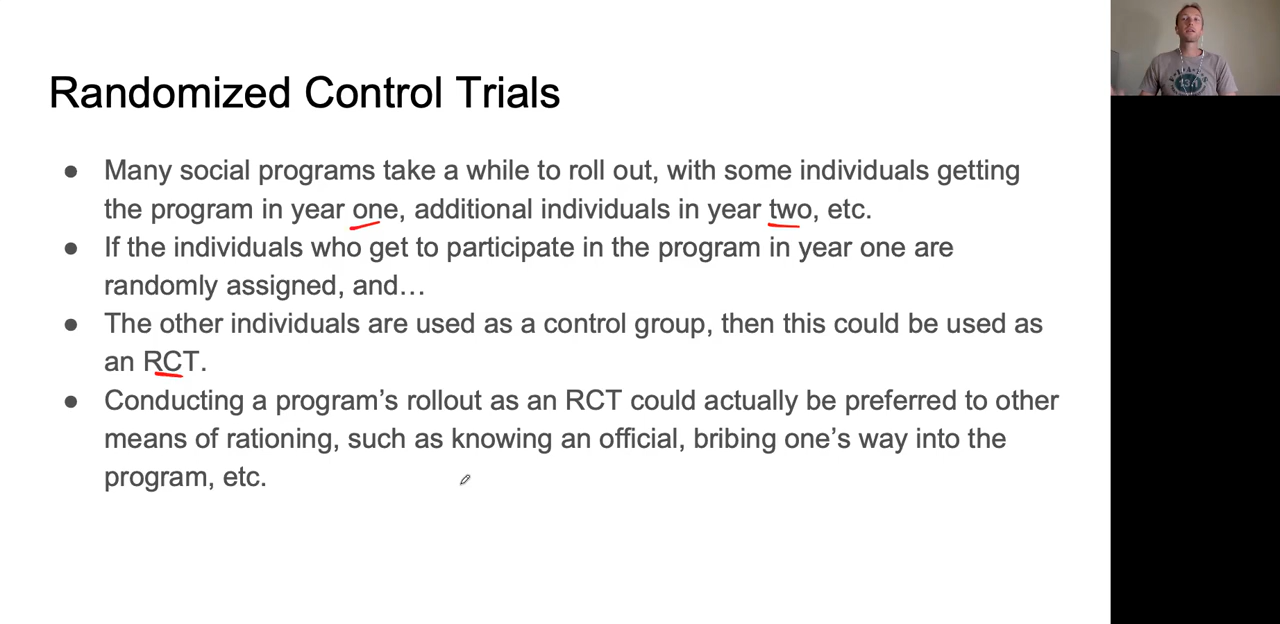 Randomized Control Trials
● Many social programs take a while to roll out, with some individuals getting
the program in year one, additional individuals in year two, etc.
● If the individuals who get to participate in the program in year one are
randomly assigned, and…
● The other individuals are used as a control group, then this could be used as
an RCT.
● Conducting a program’s rollout as an RCT could actually be preferred to other
means of rationing, such as knowing an official, bribing one’s way into the
program, etc.